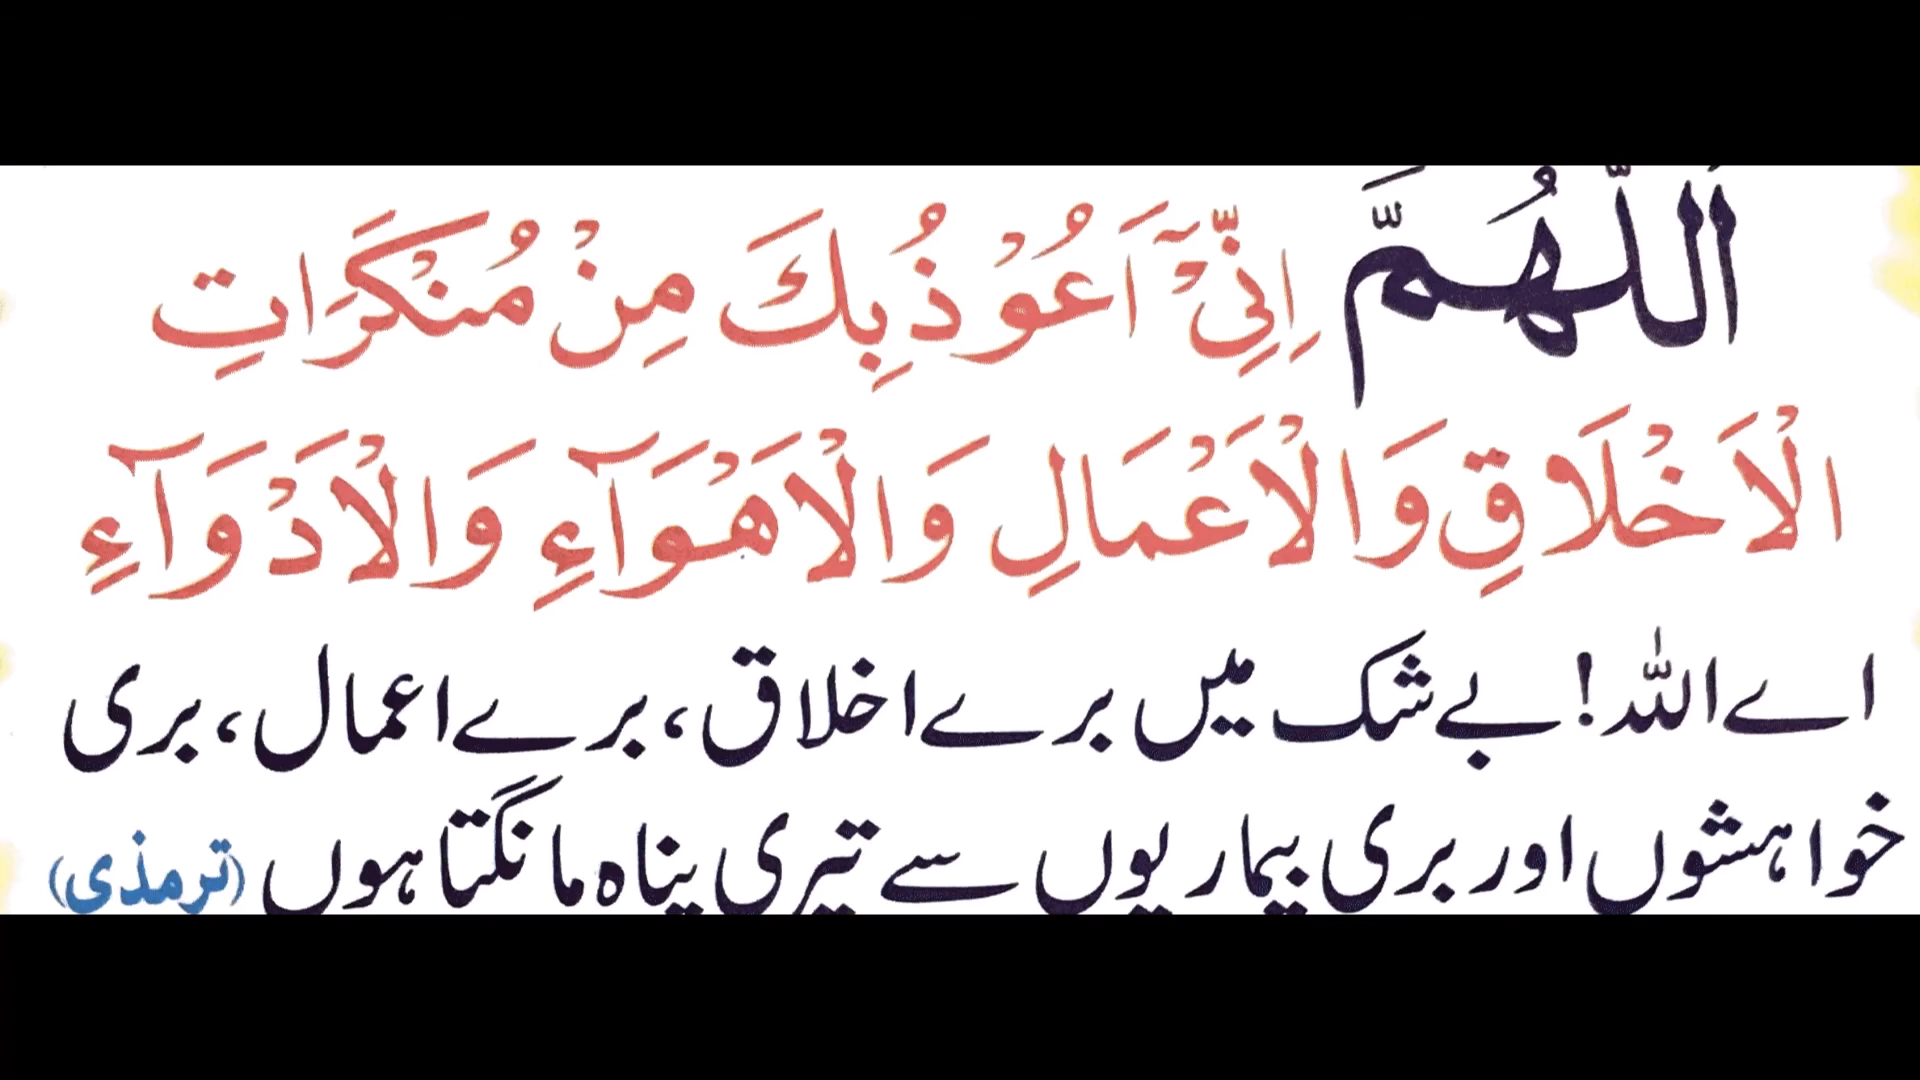 اَللّٰهُمَّ اِنِّیْۤ اَعُوْذُ بِكَ مِنْ مُنْكَرَاتِ
الْاَخْلَاقِ وَالْاَعْمَالِ وَالْاَهْوَآءِ وَالْاَدْوَآءِ
اے اللہ! بے شک میں برے اخلاق، برے اعمال، بری
خواہشوں اور بری بیماریوں سے تیری پناہ مانگتا ہوں (ترمذی)